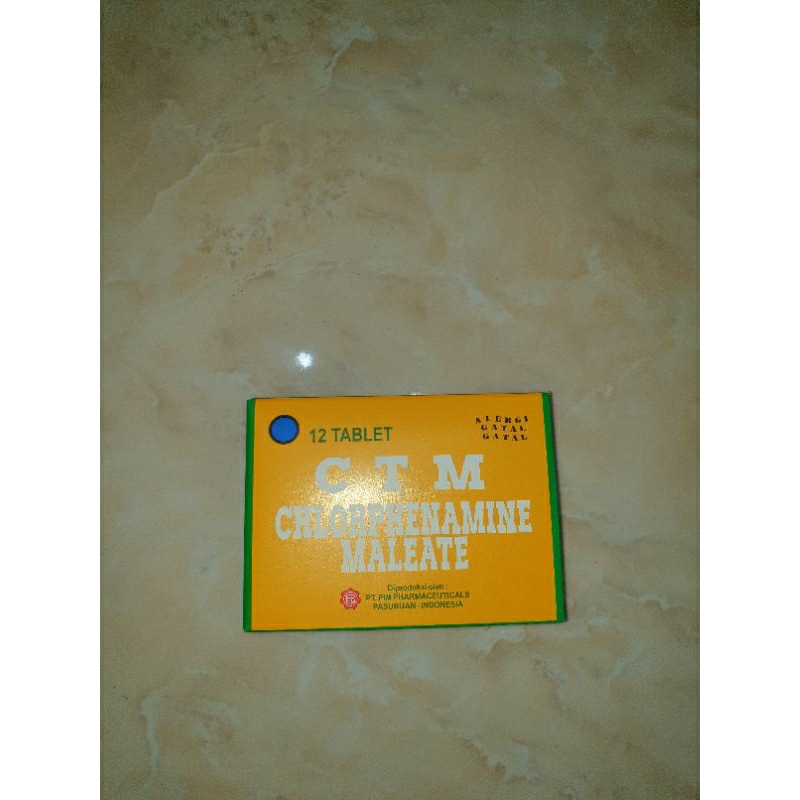 12 TABLET
ALERGI
GATAL
GATAL
C T M
CHLORPHENAMINE
MALEATE
Diproduksi oleh :
PT. PIM PHARMACEUTICALS
PASURUAN - INDONESIA